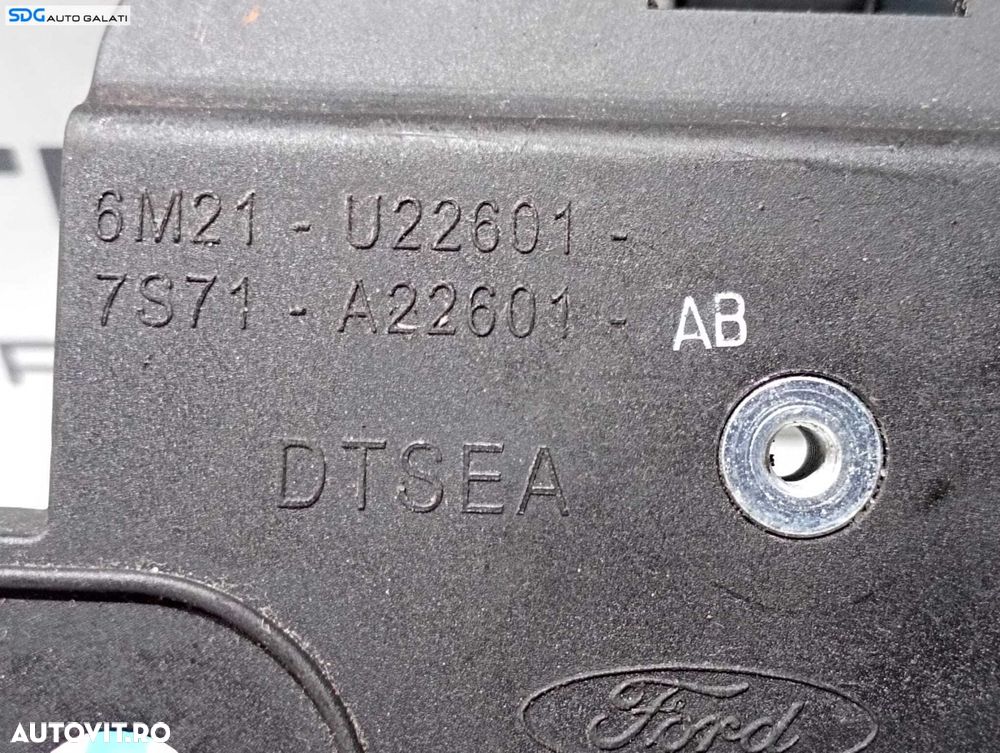 SDG AUTO GALATI
6M21 - U22601 -
7S71 - A22601 - AB
DTSEA
Ford
AUTOVIT.RO